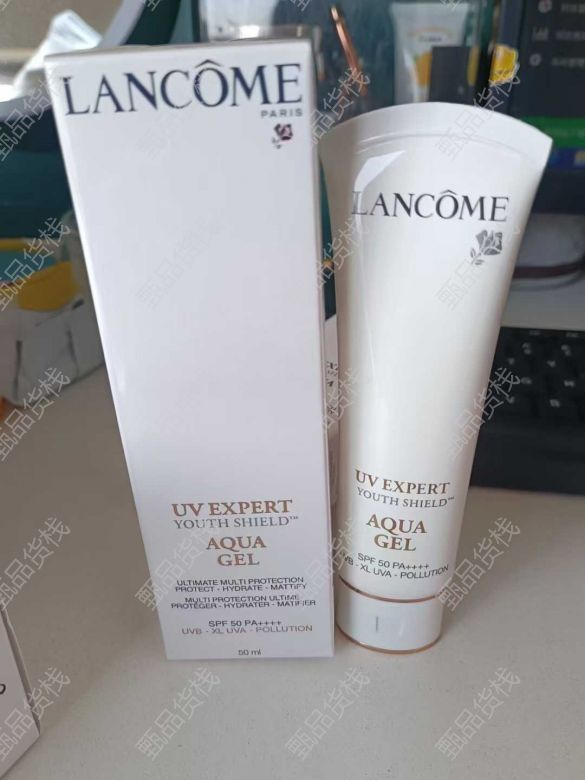 LANCÔME
PARIS
UV EXPERT
YOUTH SHIELD™
AQUA
GEL
ULTIMATE MULTI PROTECTION
PROTECT - HYDRATE - MATTIFY
MULTI PROTECTION ULTIME
PROTÉGER - HYDRATER - MATIFIER
SPF 50 PA++++
UVB - XL UVA - POLLUTION
50 ml
LANCÔME
UV EXPERT
YOUTH SHIELD™
AQUA
GEL
SPF 50 PA++++
UVB - XL UVA - POLLUTION
甄品货栈